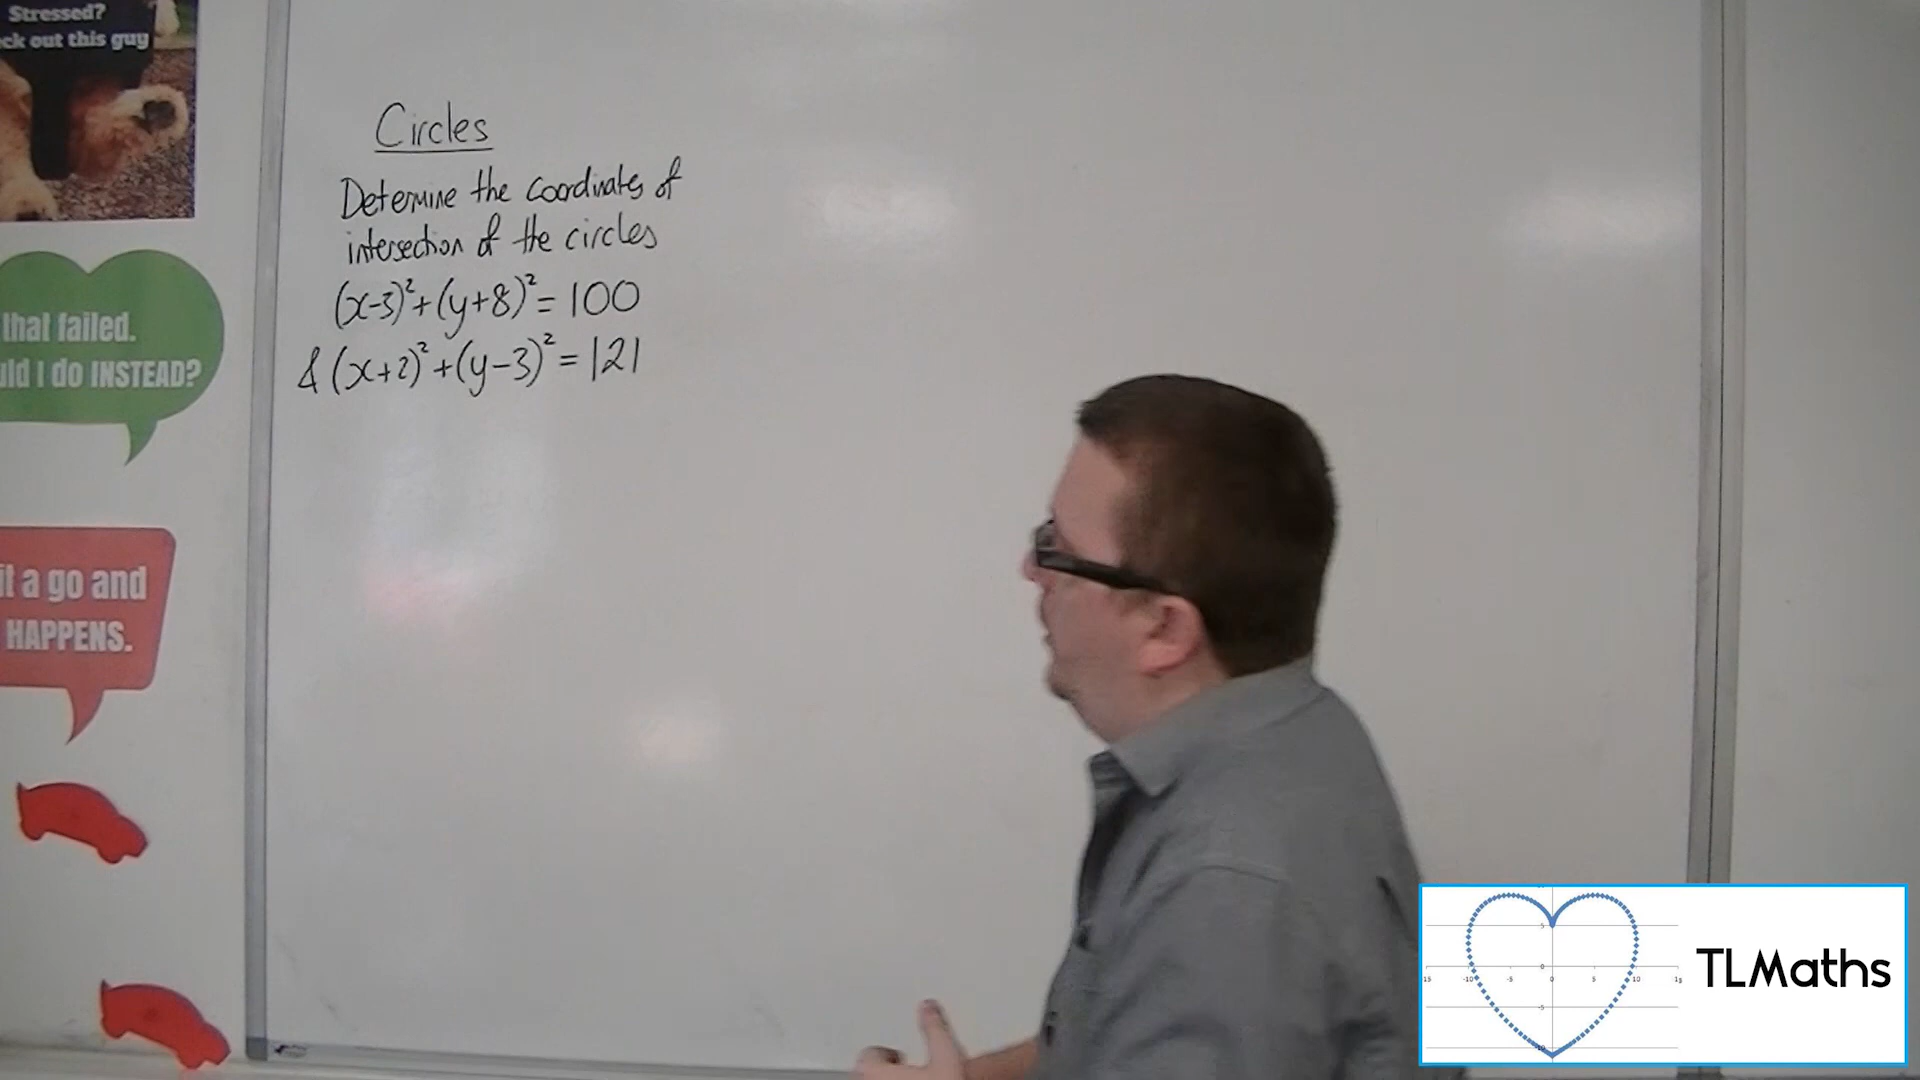 Stressed?
ck out this guy
Circles
Determine the coordinates of
intersection of the circles
(x-3)²+(y+8)²=100
& (x+2)²+(y-3)²=121
that failed.
uld I do INSTEAD?
it a go and
HAPPENS.
TLMaths